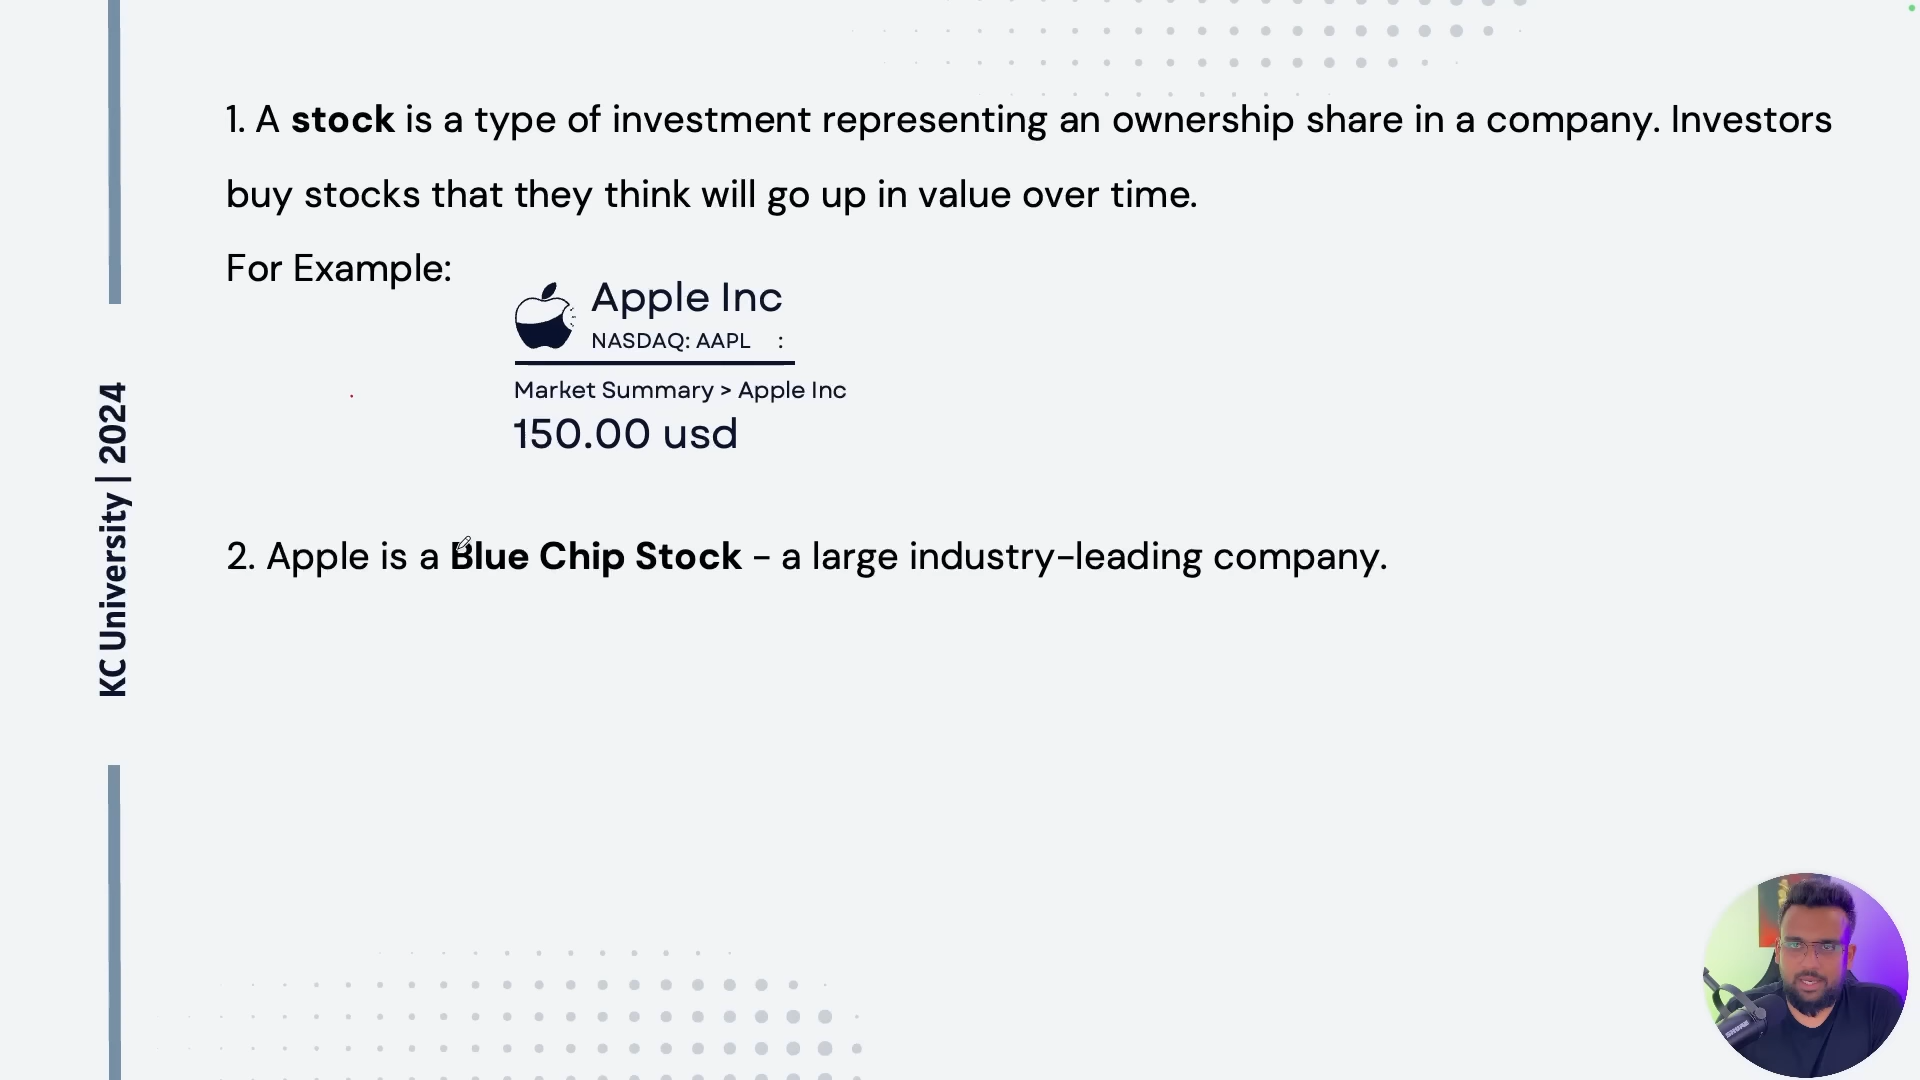 1. A stock is a type of investment representing an ownership share in a company. Investors
buy stocks that they think will go up in value over time.
For Example:
Apple Inc
NASDAQ: AAPL :
Market Summary > Apple Inc
150.00 usd
2. Apple is a Blue Chip Stock - a large industry-leading company.
KC University | 2024
SHURE